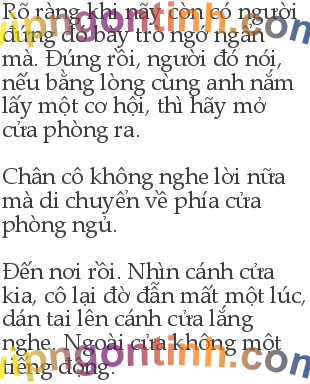 Rõ ràng khi nãy còn có người
đứng đó bày trò ngớ ngẩn
mà. Đúng rồi, người đó nói,
nếu bằng lòng cùng anh nắm
lấy một cơ hội, thì hãy mở
cửa phòng ra.

Chân cô không nghe lời nữa
mà di chuyển về phía cửa
phòng ngủ.

Đến nơi rồi. Nhìn cánh cửa
kia, cô lại đờ đẫn mất một lúc,
dán tai lên cánh cửa lắng
nghe. Ngoài cửa không một
tiếng động.
vipngontinh.com
vipngontinh.com